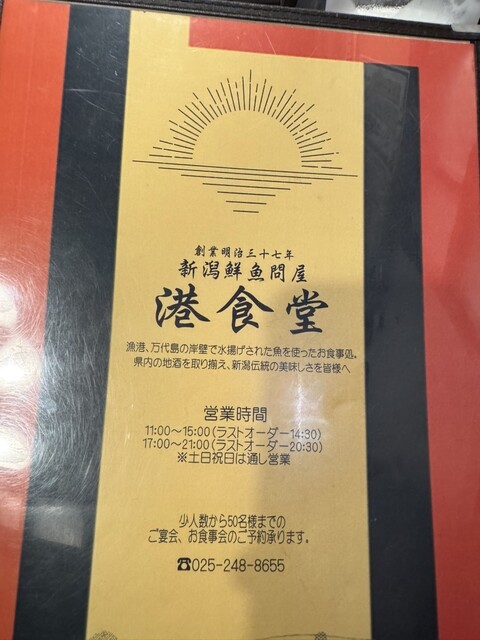 創業明治三十七年
新潟鮮魚問屋
港食堂
漁港、万代島の岸壁で水揚げされた魚を使ったお食事処。
県内の地酒を取り揃え、新潟伝統の美味しさを皆様へ
営業時間
11:00～15:00(ラストオーダー14:30)
17:00～21:00(ラストオーダー20:30)
※土日祝日は通し営業
少人数から50名様までの
ご宴会、お食事会のご予約承ります。
☎025-248-8655